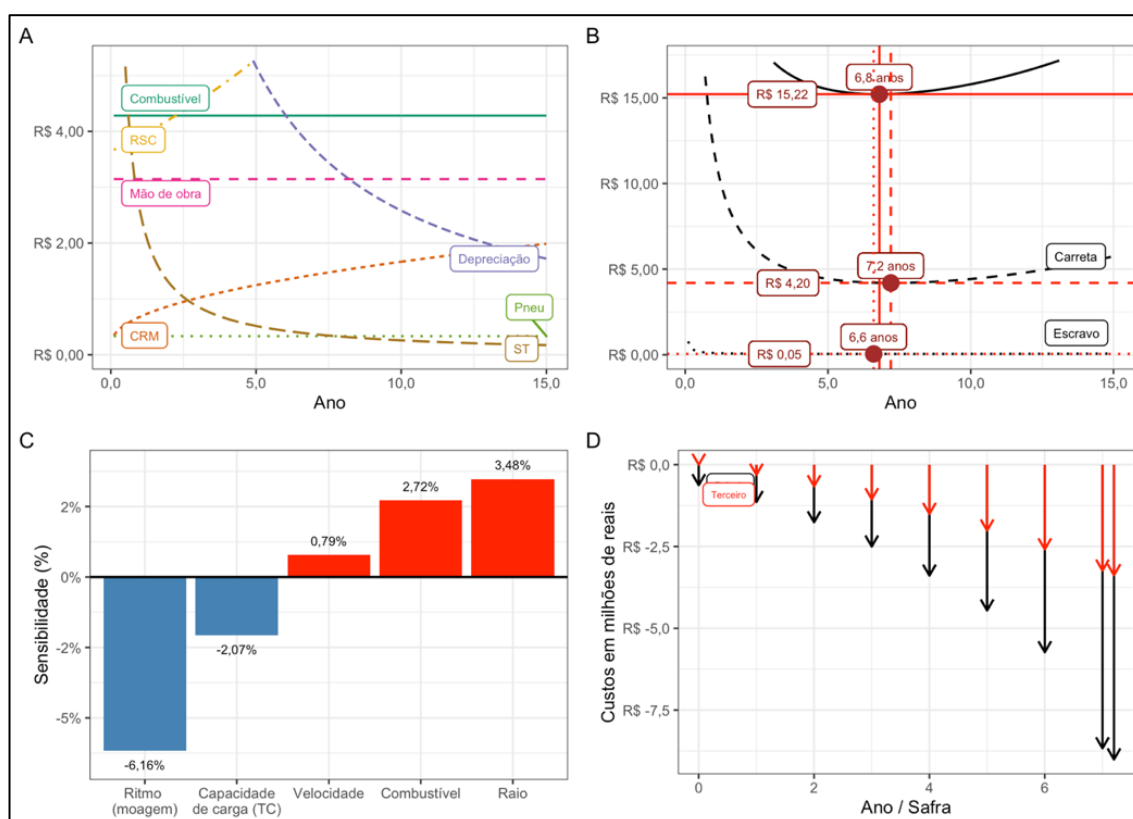 A
R$ 4,00
R$ 2,00
R$ 0,00
Combustível
RSC
Mão de obra
Depreciação
Pneu
CRM
ST
0,0
5,0
10,0
15,0
Ano
B
R$ 15,00
R$ 10,00
R$ 5,00
R$ 0,00
6,8 anos
R$ 15,22
7,2 anos
Carreta
R$ 4,20
6,6 anos
Escravo
R$ 0,05
0,0
5,0
10,0
15,0
Ano
C
Sensibilidade (%)
2%
0%
-2%
-5%
-6,16%
-2,07%
0,79%
2,72%
3,48%
Ritmo
(moagem)
Capacidade
de carga (TC)
Velocidade
Combustível
Raio
D
Custos em milhões de reais
R$ 0,0
R$ -2,5
R$ -5,0
R$ -7,5
Terceiro
0
2
4
6
Ano / Safra